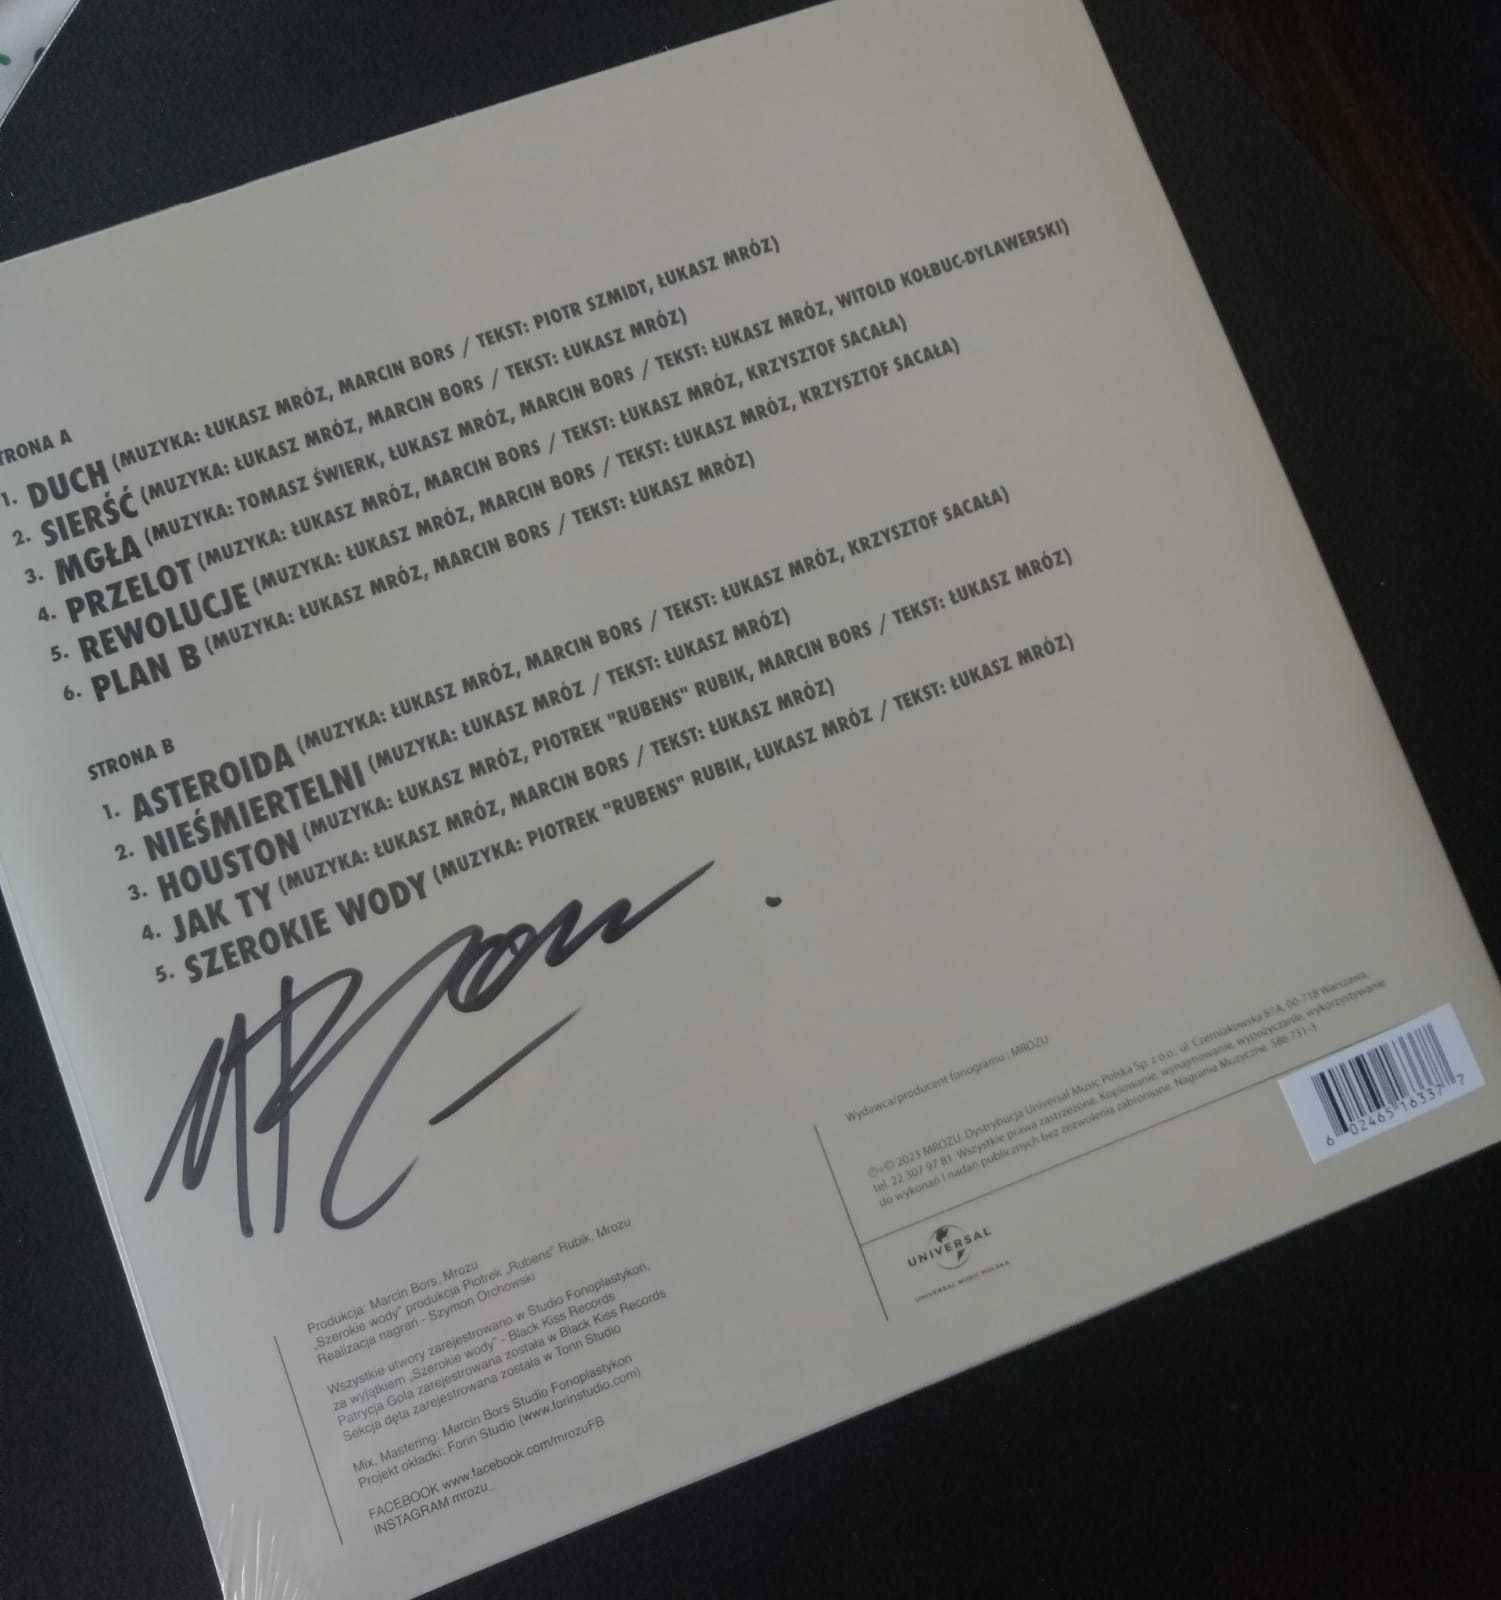 TRONA A
1. DUCH (MUZYKA: ŁUKASZ MRÓZ, MARCIN BORS / TEKST: PIOTR SZMIDT, ŁUKASZ MRÓZ)
2. SIERŚĆ (MUZYKA: ŁUKASZ MRÓZ, MARCIN BORS / TEKST: ŁUKASZ MRÓZ)
3. MGŁA (MUZYKA: TOMASZ ŚWIERK, ŁUKASZ MRÓZ, MARCIN BORS / TEKST: ŁUKASZ MRÓZ, WITOLD KOŁBUC-DYLAWERSKI)
4. PRZELOT (MUZYKA: ŁUKASZ MRÓZ, MARCIN BORS / TEKST: ŁUKASZ MRÓZ, KRZYSZTOF SACAŁA)
5. REWOLUCJE (MUZYKA: ŁUKASZ MRÓZ, MARCIN BORS / TEKST: ŁUKASZ MRÓZ, KRZYSZTOF SACAŁA)
6. PLAN B (MUZYKA: ŁUKASZ MRÓZ, MARCIN BORS / TEKST: ŁUKASZ MRÓZ)
STRONA B
1. ASTEROIDA (MUZYKA: ŁUKASZ MRÓZ, MARCIN BORS / TEKST: ŁUKASZ MRÓZ, KRZYSZTOF SACAŁA)
2. NIEŚMIERTELNI (MUZYKA: ŁUKASZ MRÓZ / TEKST: ŁUKASZ MRÓZ)
3. HOUSTON (MUZYKA: ŁUKASZ MRÓZ, PIOTREK "RUBENS" RUBIK, MARCIN BORS / TEKST: ŁUKASZ MRÓZ)
4. JAK TY (MUZYKA: ŁUKASZ MRÓZ, MARCIN BORS / TEKST: ŁUKASZ MRÓZ)
5. SZEROKIE WODY (MUZYKA: PIOTREK "RUBENS" RUBIK, ŁUKASZ MRÓZ / TEKST: ŁUKASZ MRÓZ)
MRozu
Produkcja: Marcin Bors, Mrozu
„Szerokie wody" produkcja Piotrek „Rubens" Rubik, Mrozu
Realizacja nagrań - Szymon Orchowski
Wszystkie utwory zarejestrowano w Studio Fonoplastykon,
za wyjątkiem „Szerokie wody" - Black Kiss Records
Patrycja Gola zarejestrowana została w Black Kiss Records
Sekcja dęta zarejestrowana została w Tonn Studio
Mix, Mastering: Marcin Bors Studio Fonoplastykon
Projekt okładki: Forin Studio (www.forinstudio.com)
FACEBOOK www.facebook.com/mrozuFB
INSTAGRAM mrozu_
Wydawca/producent fonogramu : MROZU
℗+© 2023 MROZU. Dystrybucja Universal Music Polska Sp. z o.o., ul. Czerniakowska 87A, 00-718 Warszawa,
tel. 22 307 97 81. Wszystkie prawa zastrzeżone. Kopiowanie, wynajmowanie, wypożyczanie, wykorzystywanie
do wykonań i nadań publicznych bez zezwolenia zabronione. Nagrania Muzyczne. 586 731-3
UNIVERSAL
UNIVERSAL MUSIC POLSKA
6 02465 16337 7